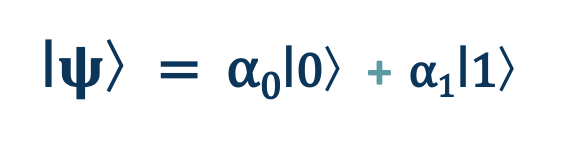 |ψ⟩ = α₀|0⟩ + α₁|1⟩